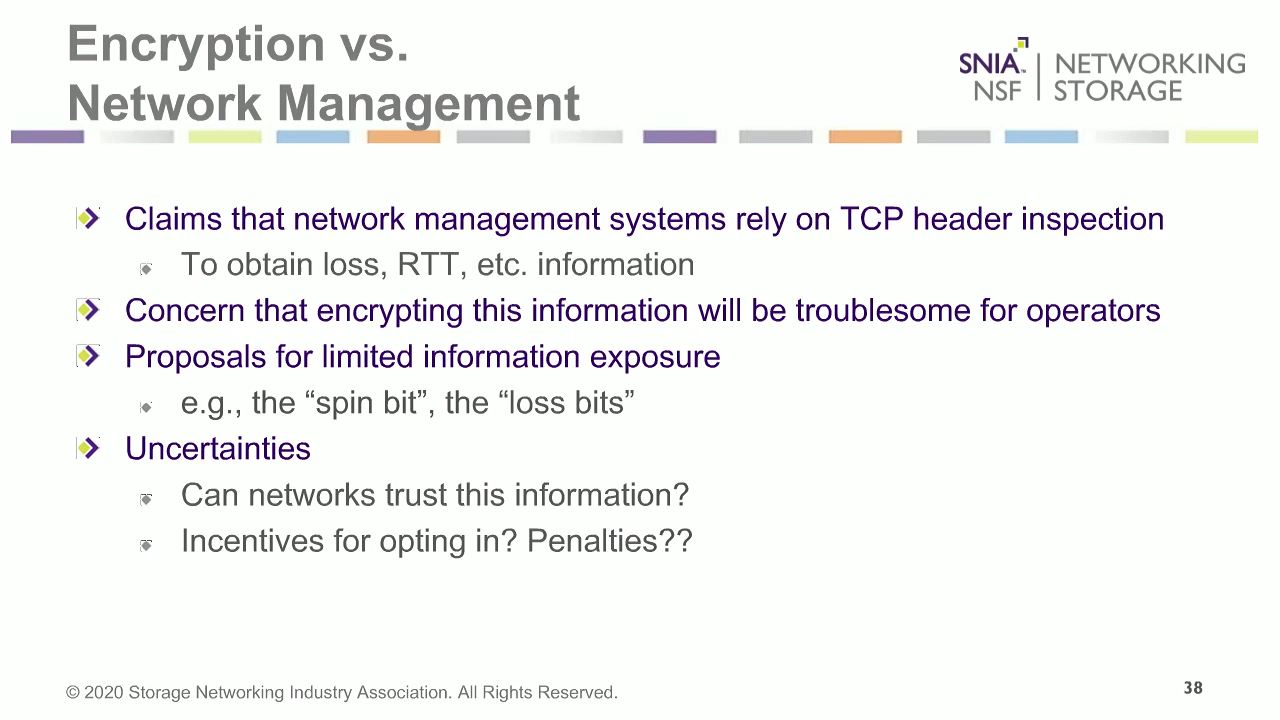 Encryption vs.
Network Management
SNIA™ NSF | NETWORKING STORAGE
Claims that network management systems rely on TCP header inspection
To obtain loss, RTT, etc. information
Concern that encrypting this information will be troublesome for operators
Proposals for limited information exposure
e.g., the “spin bit”, the “loss bits”
Uncertainties
Can networks trust this information?
Incentives for opting in? Penalties??
© 2020 Storage Networking Industry Association. All Rights Reserved.
38